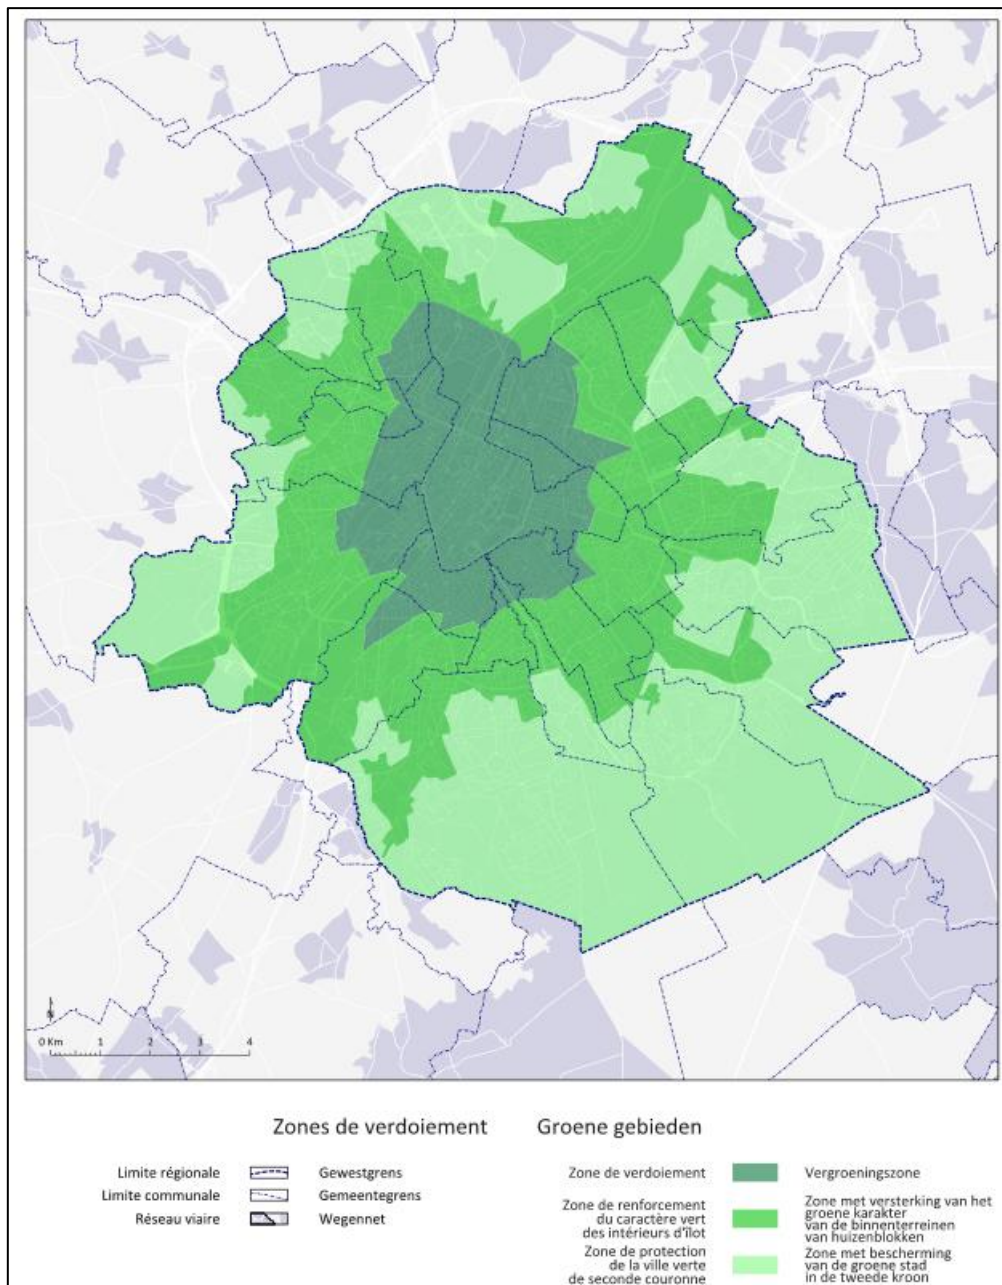 N
0 Km 1 2 3 4
Zones de verdoiement Groene gebieden
Limite régionale Gewestgrens
Limite communale Gemeentegrens
Réseau viaire Wegennet
Zone de verdoiement Vergroeningszone
Zone de renforcement
du caractère vert
des intérieurs d'îlot
Zone met versterking van het
groene karakter
van de binnenterreinen
van huizenblokken
Zone de protection
de la ville verte
de seconde couronne
Zone met bescherming
van de groene stad
in de tweede kroon